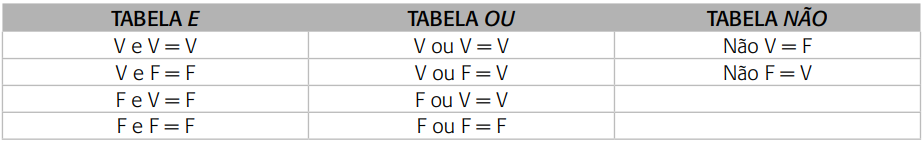 TABELA E TABELA OU TABELA NÃO
V e V = V V ou V = V Não V = F
V e F = F V ou F = V Não F = V
F e V = F F ou V = V
F e F = F F ou F = F